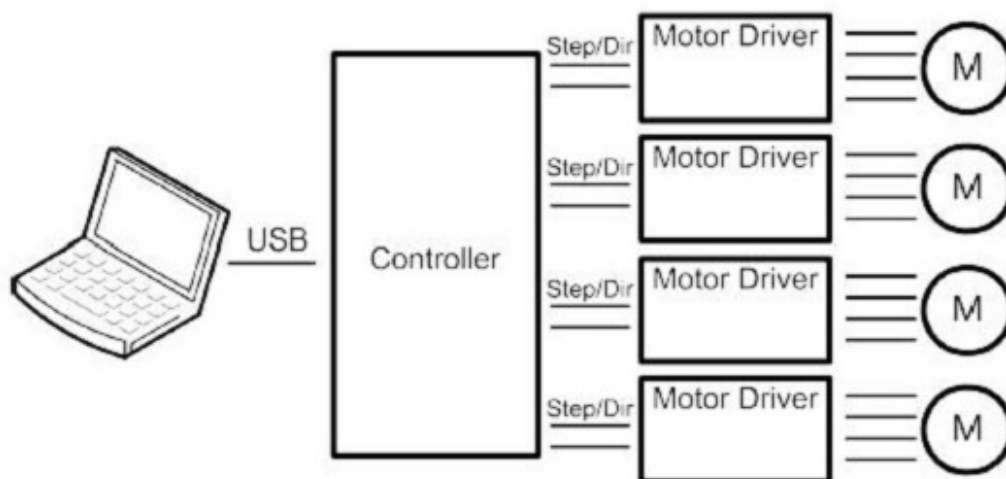 Step/Dir
Motor Driver
M
Step/Dir
Motor Driver
M
USB
Controller
Step/Dir
Motor Driver
M
Step/Dir
Motor Driver
M